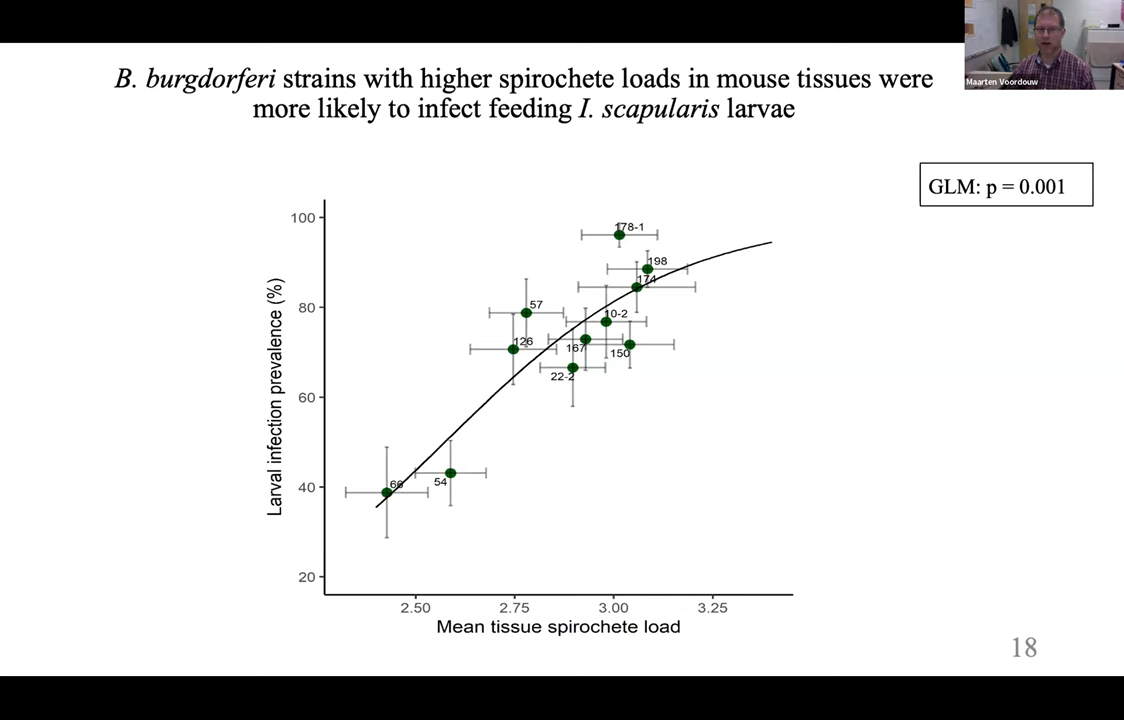 Maarten Voordouw
B. burgdorferi strains with higher spirochete loads in mouse tissues were
more likely to infect feeding I. scapularis larvae
GLM: p = 0.001
Larval infection prevalence (%)
100
80
60
40
20
178-1
198
174
57
10-2
126
167
150
22-2
66
54
2.50 2.75 3.00 3.25
Mean tissue spirochete load
18